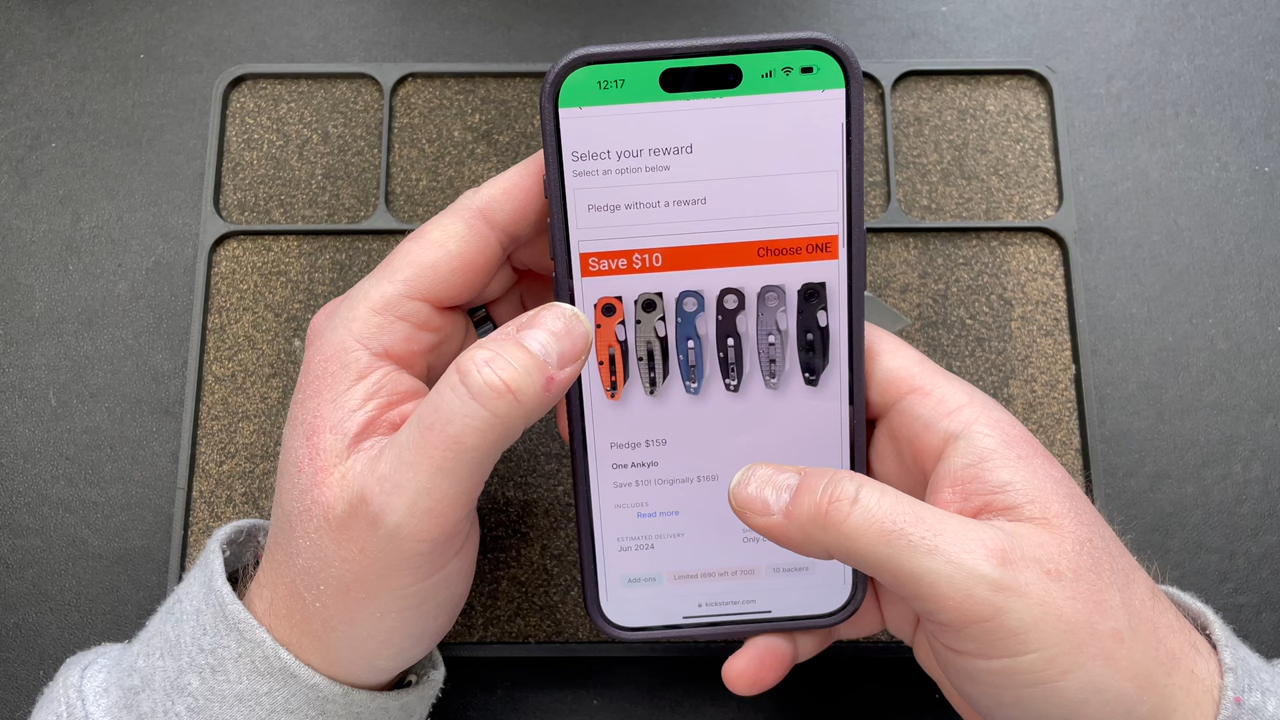 12:17
Select your reward
Select an option below
Pledge without a reward
Save $10
Choose ONE
Pledge $159
One Ankylo
Save $10! (Originally $169)
INCLUDES
Read more
ESTIMATED DELIVERY
Jun 2024
Only
Add-ons
Limited (690 left of 700)
10 backers
kickstarter.com